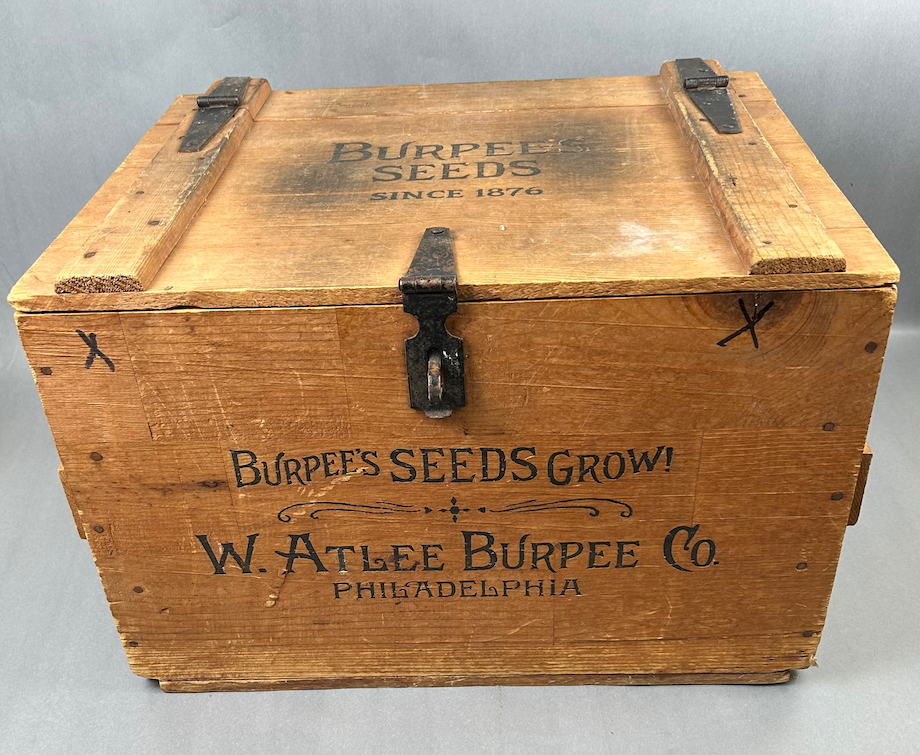 BURPEE'S
SEEDS
SINCE 1876
X X
BURPEE'S SEEDS GROW!
W. ATLEE BURPEE CO.
PHILADELPHIA